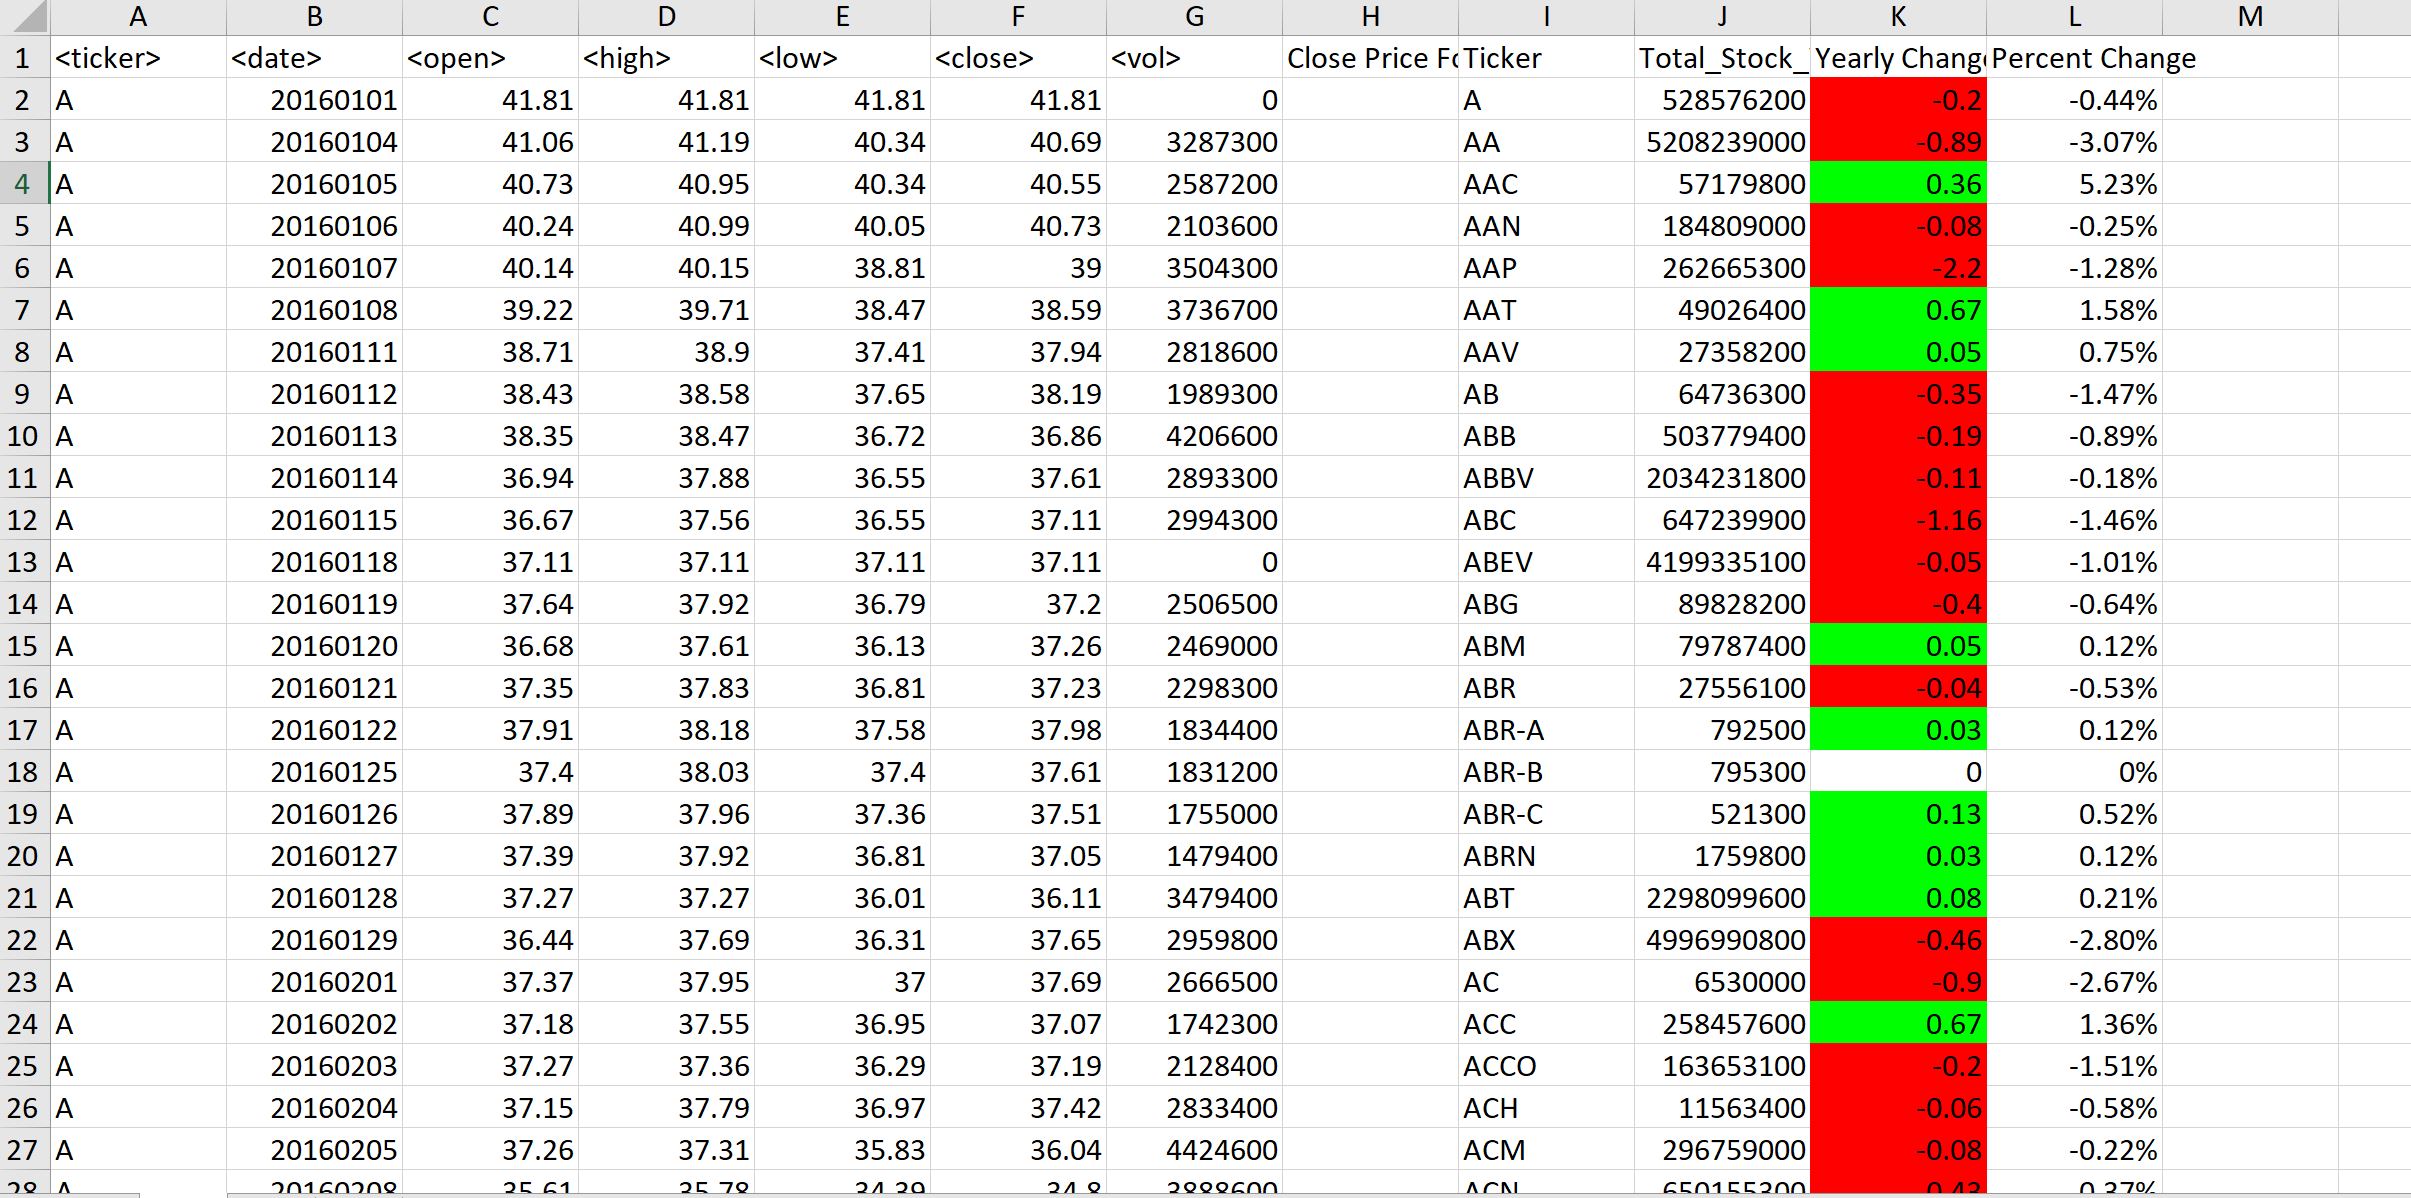 A B C D E F G H I J K L M
1 <ticker> <date> <open> <high> <low> <close> <vol> Close Price Fo Ticker Total_Stock_ Yearly Change Percent Change
2 A 20160101 41.81 41.81 41.81 41.81 0 A 528576200 -0.2 -0.44%
3 A 20160104 41.06 41.19 40.34 40.69 3287300 AA 5208239000 -0.89 -3.07%
4 A 20160105 40.73 40.95 40.34 40.55 2587200 AAC 57179800 0.36 5.23%
5 A 20160106 40.24 40.99 40.05 40.73 2103600 AAN 184809000 -0.08 -0.25%
6 A 20160107 40.14 40.15 38.81 39 3504300 AAP 262665300 -2.2 -1.28%
7 A 20160108 39.22 39.71 38.47 38.59 3736700 AAT 49026400 0.67 1.58%
8 A 20160111 38.71 38.9 37.41 37.94 2818600 AAV 27358200 0.05 0.75%
9 A 20160112 38.43 38.58 37.65 38.19 1989300 AB 64736300 -0.35 -1.47%
10 A 20160113 38.35 38.47 36.72 36.86 4206600 ABB 503779400 -0.19 -0.89%
11 A 20160114 36.94 37.88 36.55 37.61 2893300 ABBV 2034231800 -0.11 -0.18%
12 A 20160115 36.67 37.56 36.55 37.11 2994300 ABC 647239900 -1.16 -1.46%
13 A 20160118 37.11 37.11 37.11 37.11 0 ABEV 4199335100 -0.05 -1.01%
14 A 20160119 37.64 37.92 36.79 37.2 2506500 ABG 89828200 -0.4 -0.64%
15 A 20160120 36.68 37.61 36.13 37.26 2469000 ABM 79787400 0.05 0.12%
16 A 20160121 37.35 37.83 36.81 37.23 2298300 ABR 27556100 -0.04 -0.53%
17 A 20160122 37.91 38.18 37.58 37.98 1834400 ABR-A 792500 0.03 0.12%
18 A 20160125 37.4 38.03 37.4 37.61 1831200 ABR-B 795300 0 0%
19 A 20160126 37.89 37.96 37.36 37.51 1755000 ABR-C 521300 0.13 0.52%
20 A 20160127 37.39 37.92 36.81 37.05 1479400 ABRN 1759800 0.03 0.12%
21 A 20160128 37.27 37.27 36.01 36.11 3479400 ABT 2298099600 0.08 0.21%
22 A 20160129 36.44 37.69 36.31 37.65 2959800 ABX 4996990800 -0.46 -2.80%
23 A 20160201 37.37 37.95 37 37.69 2666500 AC 6530000 -0.9 -2.67%
24 A 20160202 37.18 37.55 36.95 37.07 1742300 ACC 258457600 0.67 1.36%
25 A 20160203 37.27 37.36 36.29 37.19 2128400 ACCO 163653100 -0.2 -1.51%
26 A 20160204 37.15 37.79 36.97 37.42 2833400 ACH 11563400 -0.06 -0.58%
27 A 20160205 37.26 37.31 35.83 36.04 4424600 ACM 296759000 -0.08 -0.22%
28 A 20160208 35.61 35.78 34.39 34.8 3888600 ACN 650155300